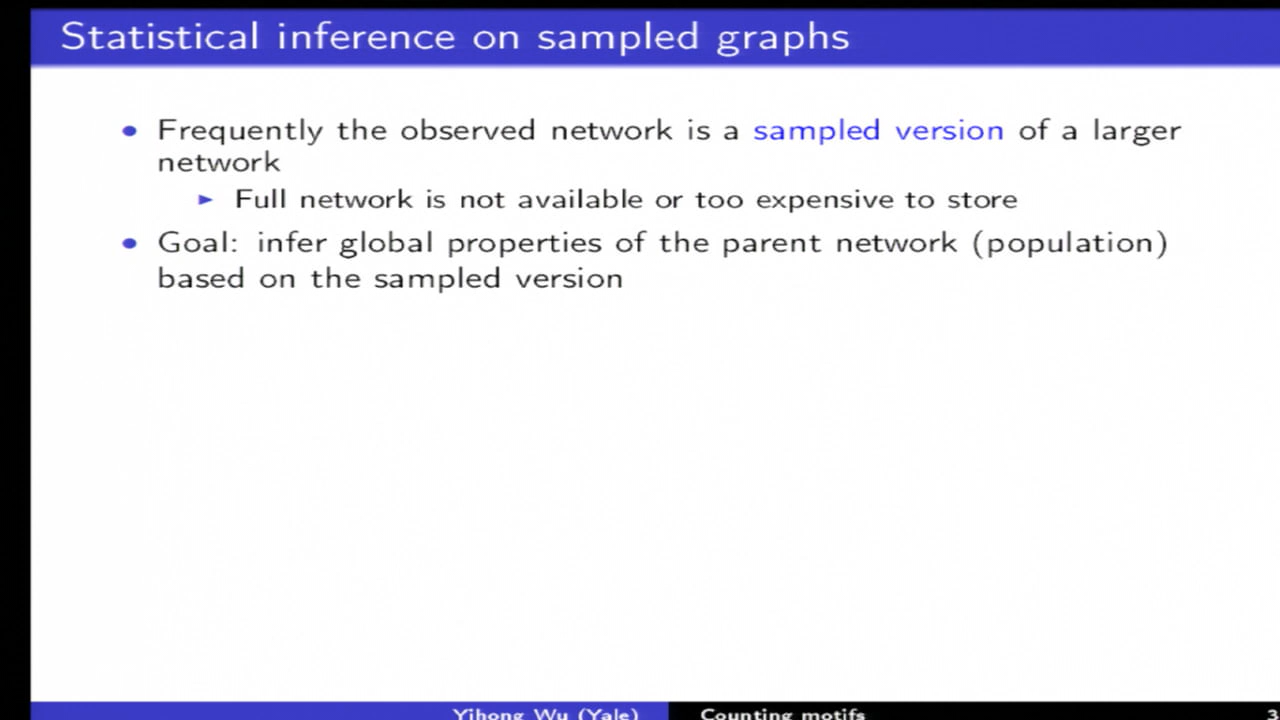 Statistical inference on sampled graphs
• Frequently the observed network is a sampled version of a larger
network
► Full network is not available or too expensive to store
• Goal: infer global properties of the parent network (population)
based on the sampled version
Yihong Wu (Yale)
Counting motifs
3